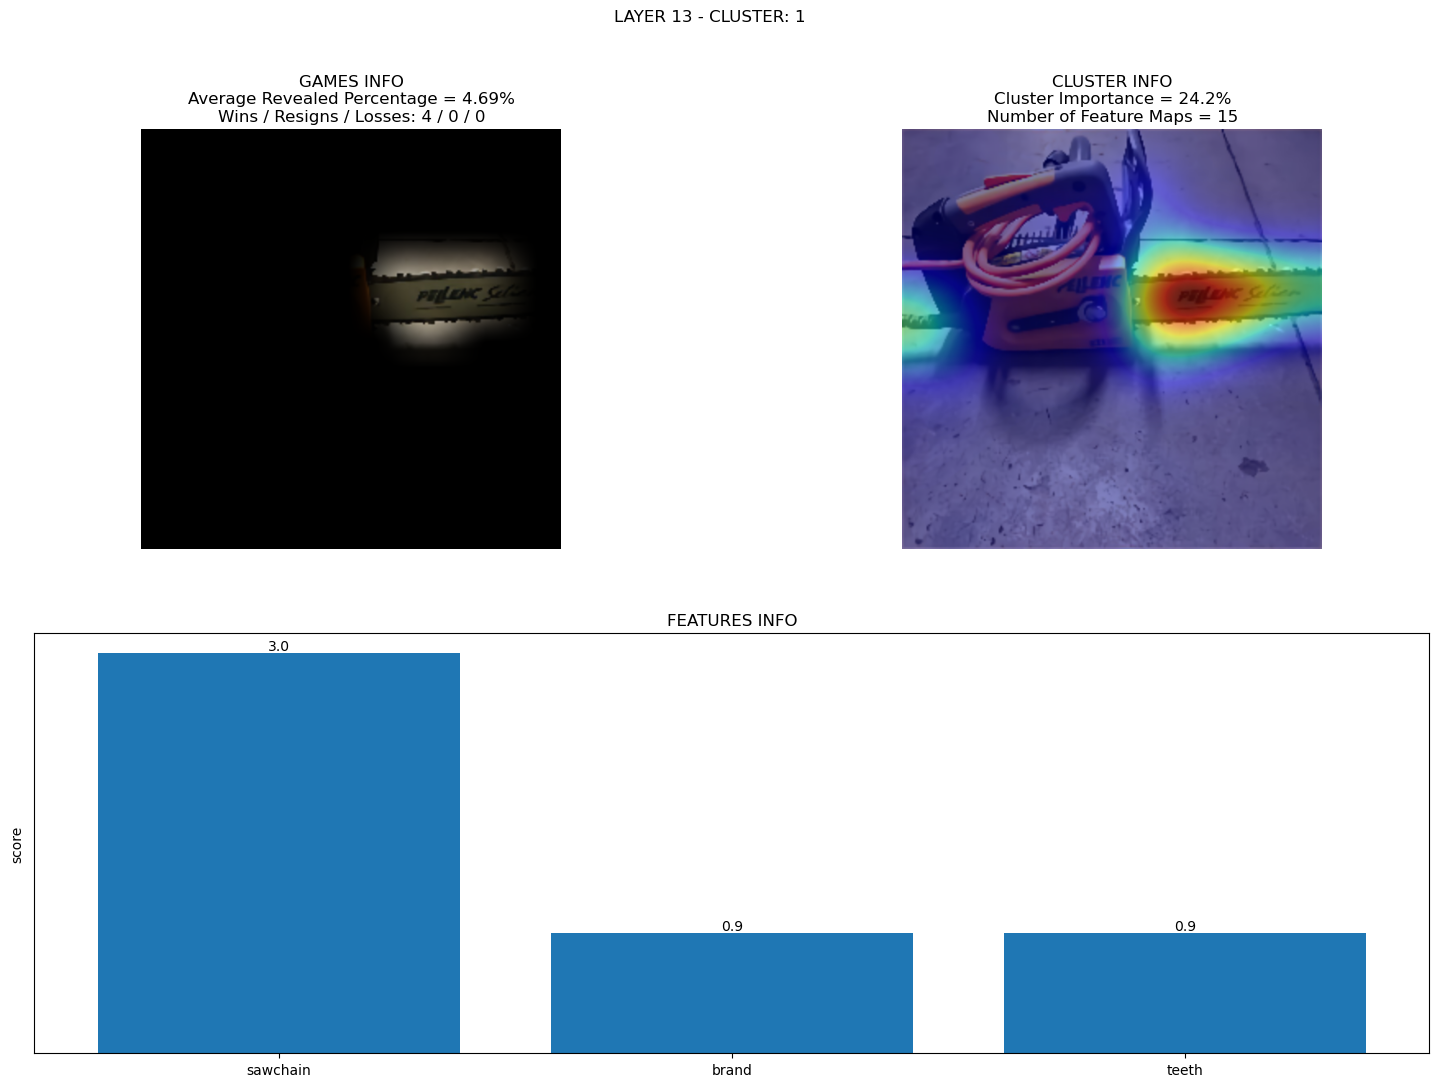 LAYER 13 - CLUSTER: 1
GAMES INFO
Average Revealed Percentage = 4.69%
Wins / Resigns / Losses: 4 / 0 / 0
CLUSTER INFO
Cluster Importance = 24.2%
Number of Feature Maps = 15
PELLENC
PELLENC
PELLENC
FEATURES INFO
3.0
0.9
0.9
score
sawchain
brand
teeth